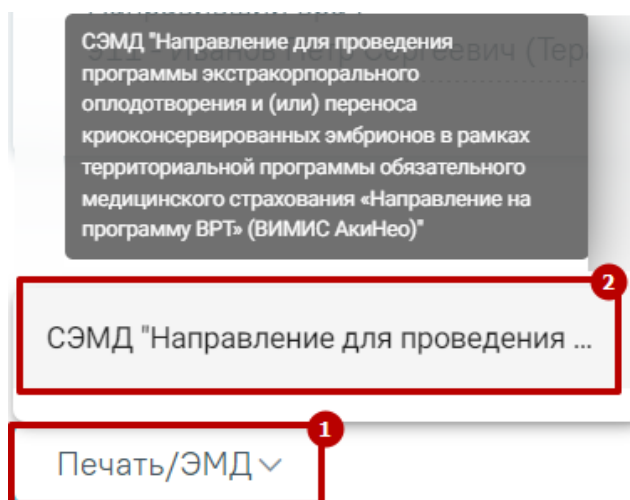 СЭМД "Направление для проведения
программы экстракорпорального
оплодотворения и (или) переноса
криоконсервированных эмбрионов в рамках
территориальной программы обязательного
медицинского страхования «Направление на
программу ВРТ» (ВИМИС АкиНео)"
2
СЭМД "Направление для проведения ...
1
Печать/ЭМД